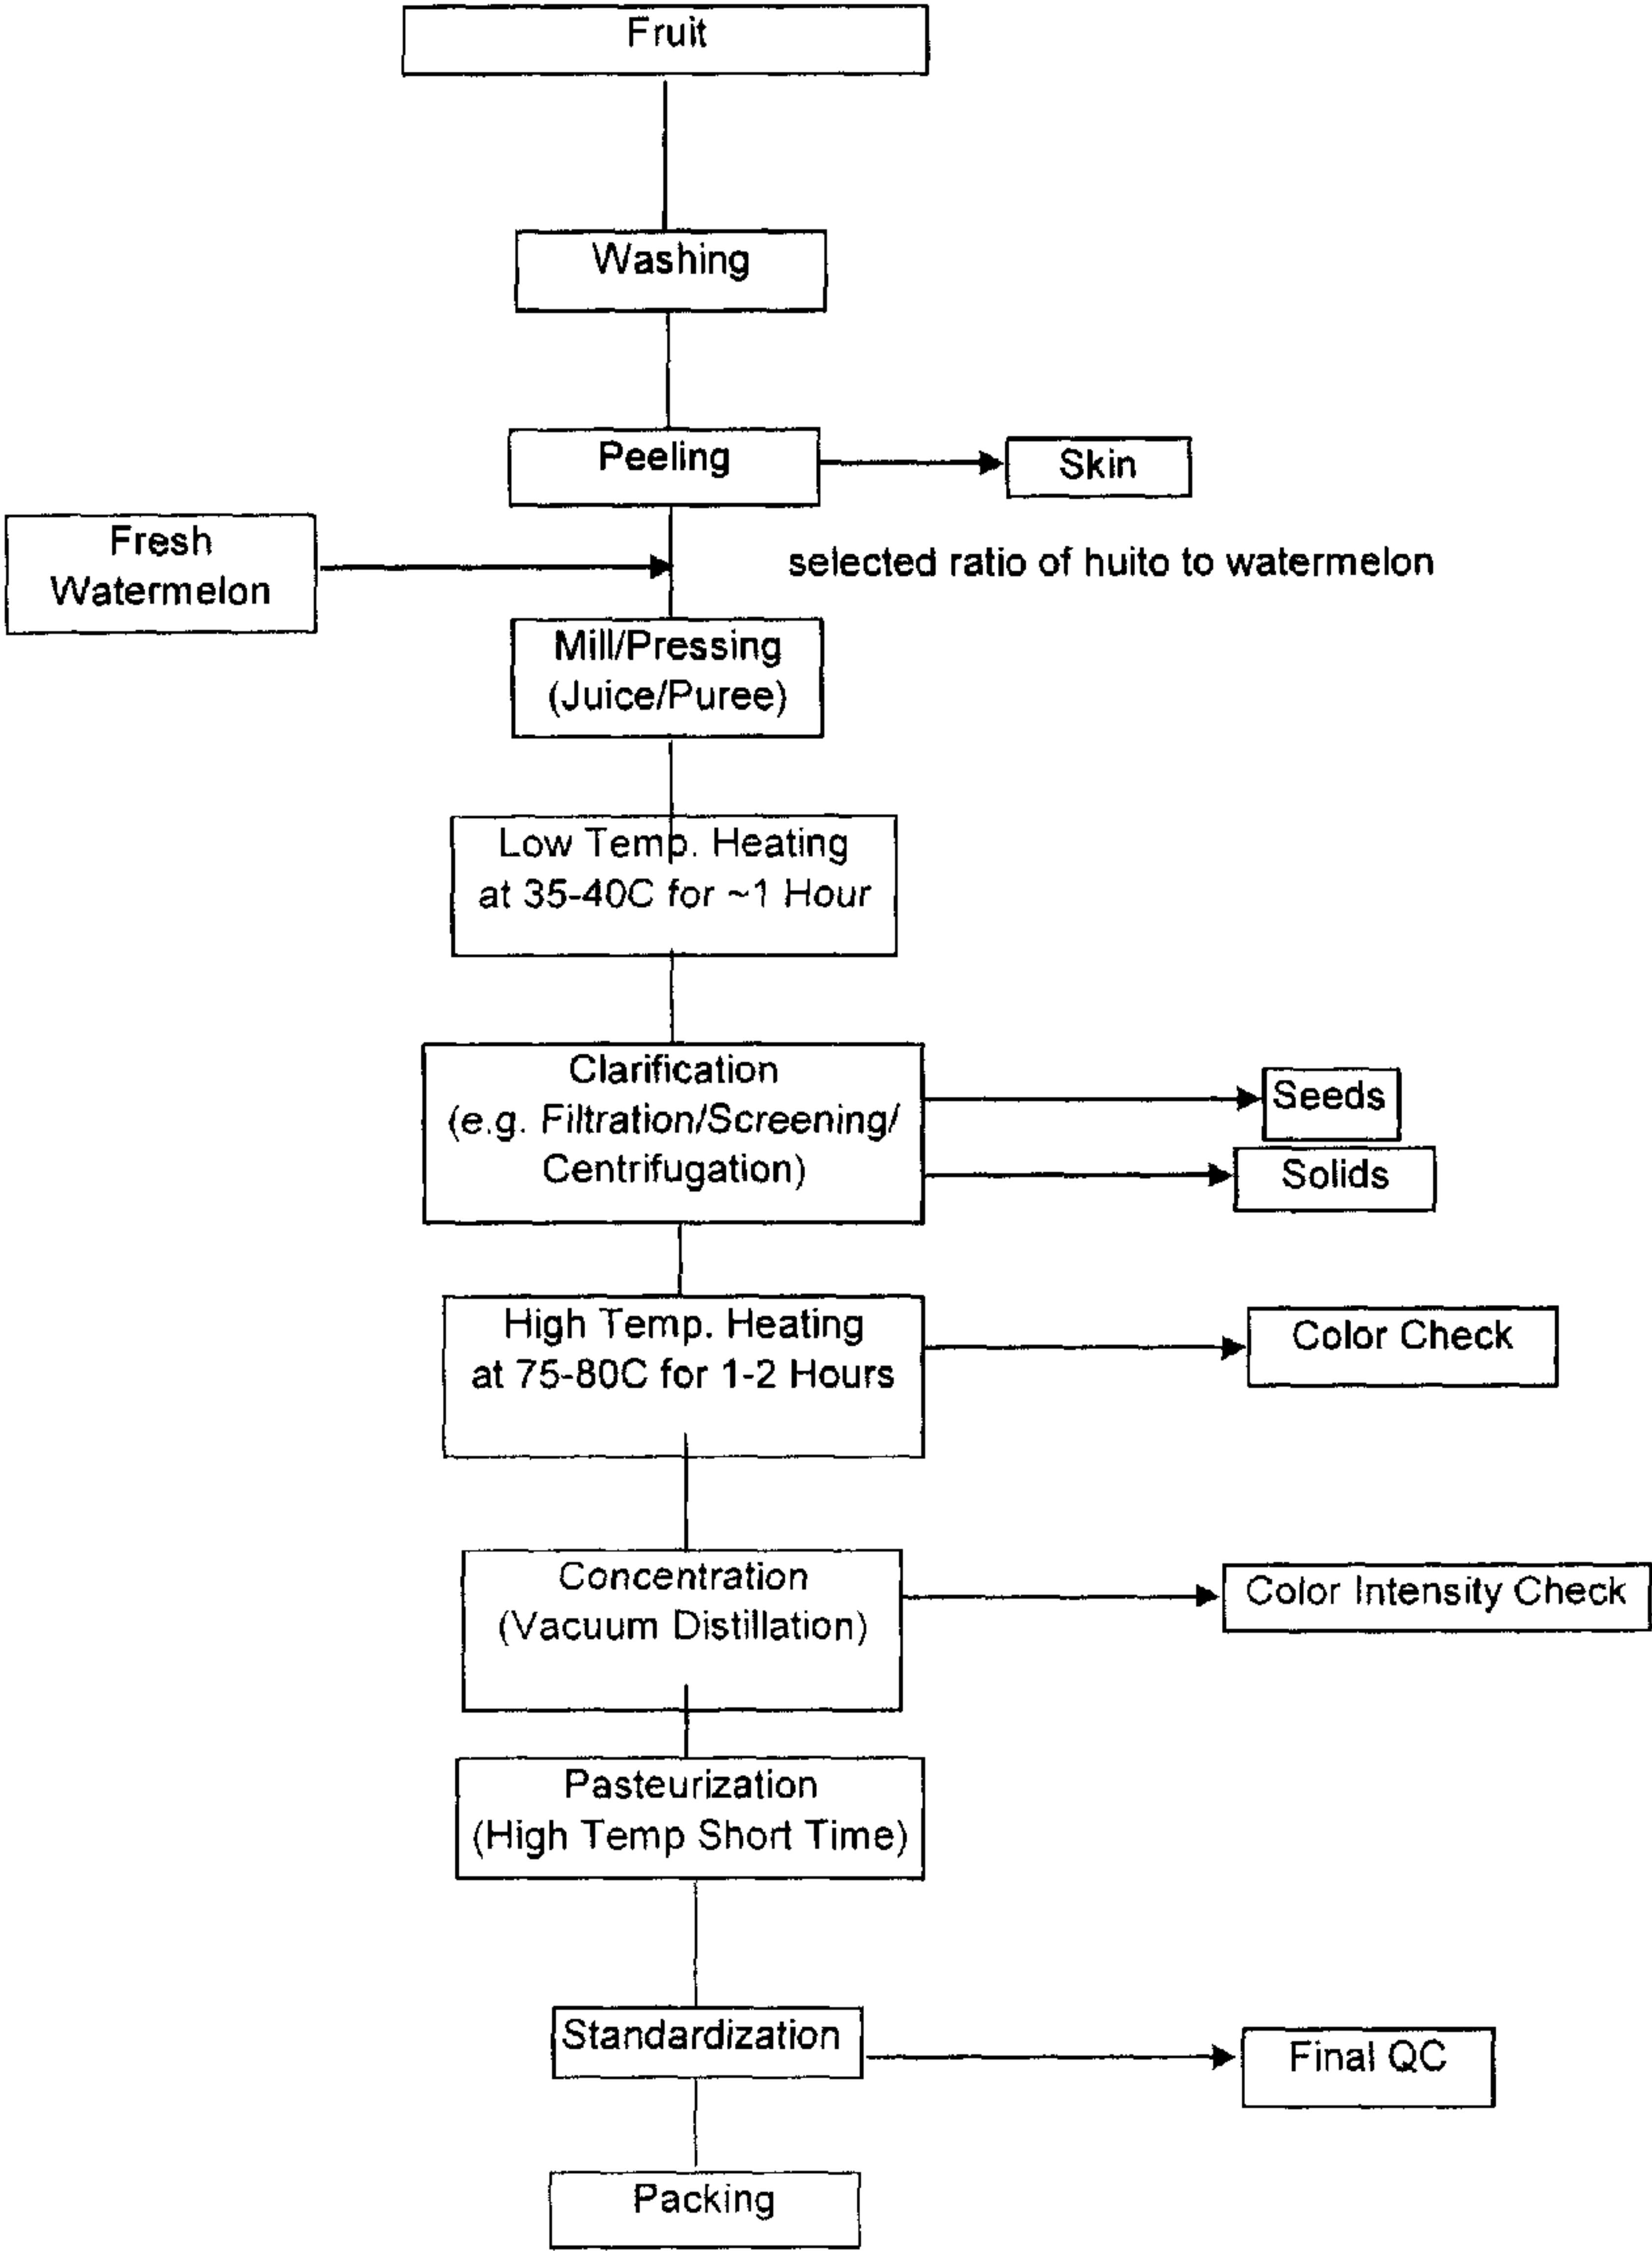 Fruit
Washing
Peeling
Skin
Fresh
Watermelon
selected ratio of huito to watermelon
Mill/Pressing
(Juice/Puree)
Low Temp. Heating
at 35-40C for ~1 Hour
Clarification
(e.g. Filtration/Screening/
Centrifugation)
Seeds
Solids
High Temp. Heating
at 75-80C for 1-2 Hours
Color Check
Concentration
(Vacuum Distillation)
Color Intensity Check
Pasteurization
(High Temp Short Time)
Standardization
Final QC
Packing